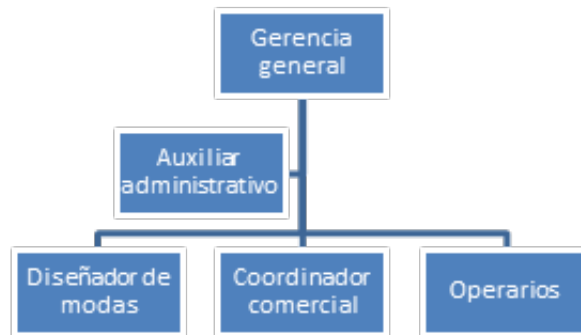 Gerencia
general
Auxiliar
administrativo
Diseñador de
modas
Coordinador
comercial
Operarios